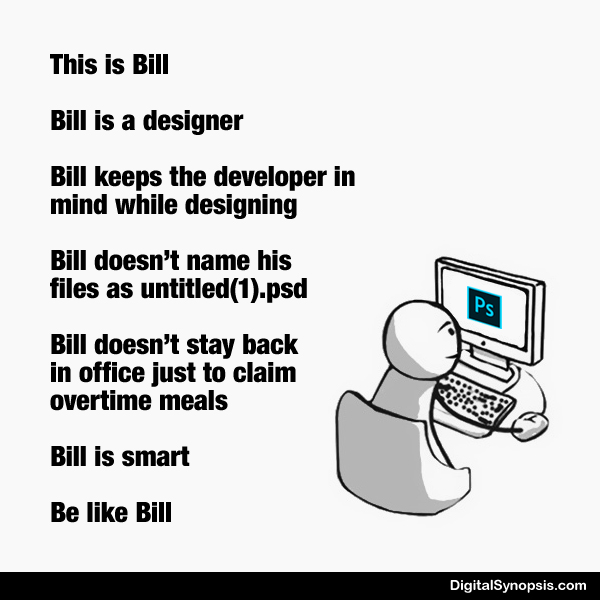 This is Bill
Bill is a designer
Bill keeps the developer in
mind while designing
Bill doesn’t name his
files as untitled(1).psd
Bill doesn’t stay back
in office just to claim
overtime meals
Bill is smart
Be like Bill
Ps
DigitalSynopsis.com